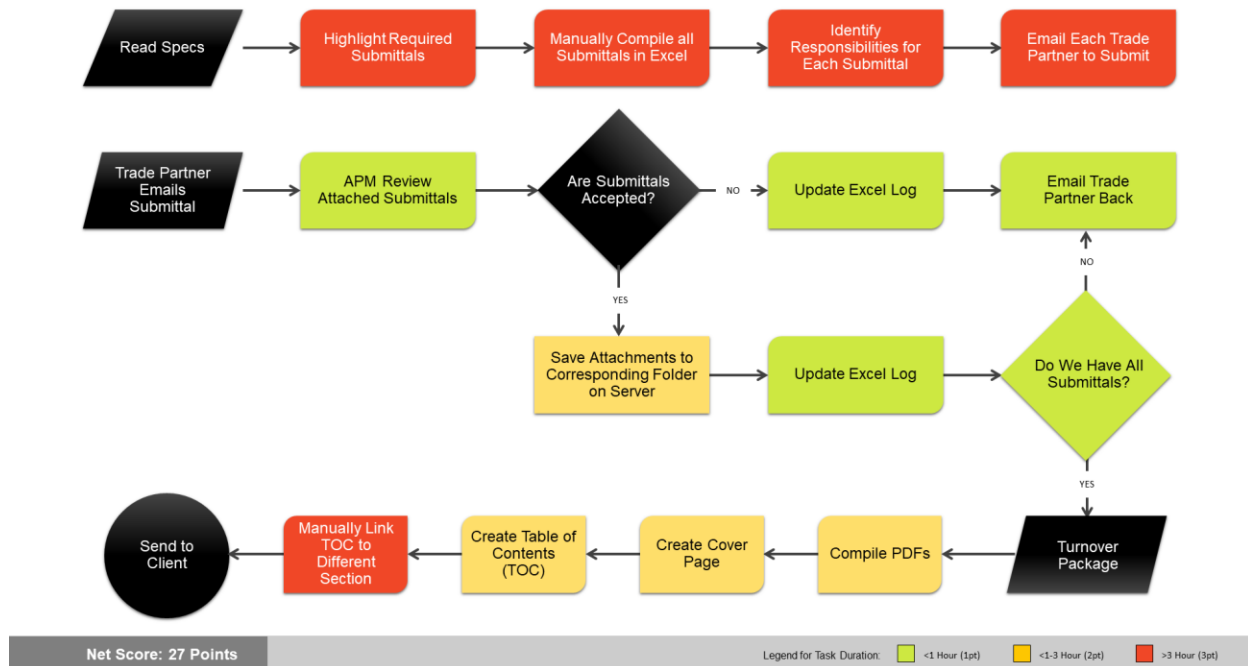 Read Specs
Highlight Required
Submittals
Manually Compile all
Submittals in Excel
Identify
Responsibilities for
Each Submittal
Email Each Trade
Partner to Submit
Trade Partner
Emails
Submittal
APM Review
Attached Submittals
Are Submittals
Accepted?
NO
Update Excel Log
Email Trade
Partner Back
NO
YES
Save Attachments to
Corresponding Folder
on Server
Update Excel Log
Do We Have All
Submittals?
YES
Send to
Client
Manually Link
TOC to
Different
Section
Create Table of
Contents
(TOC)
Create Cover
Page
Compile PDFs
Turnover
Package
Net Score: 27 Points
Legend for Task Duration:
<1 Hour (1pt)
<1-3 Hour (2pt)
>3 Hour (3pt)